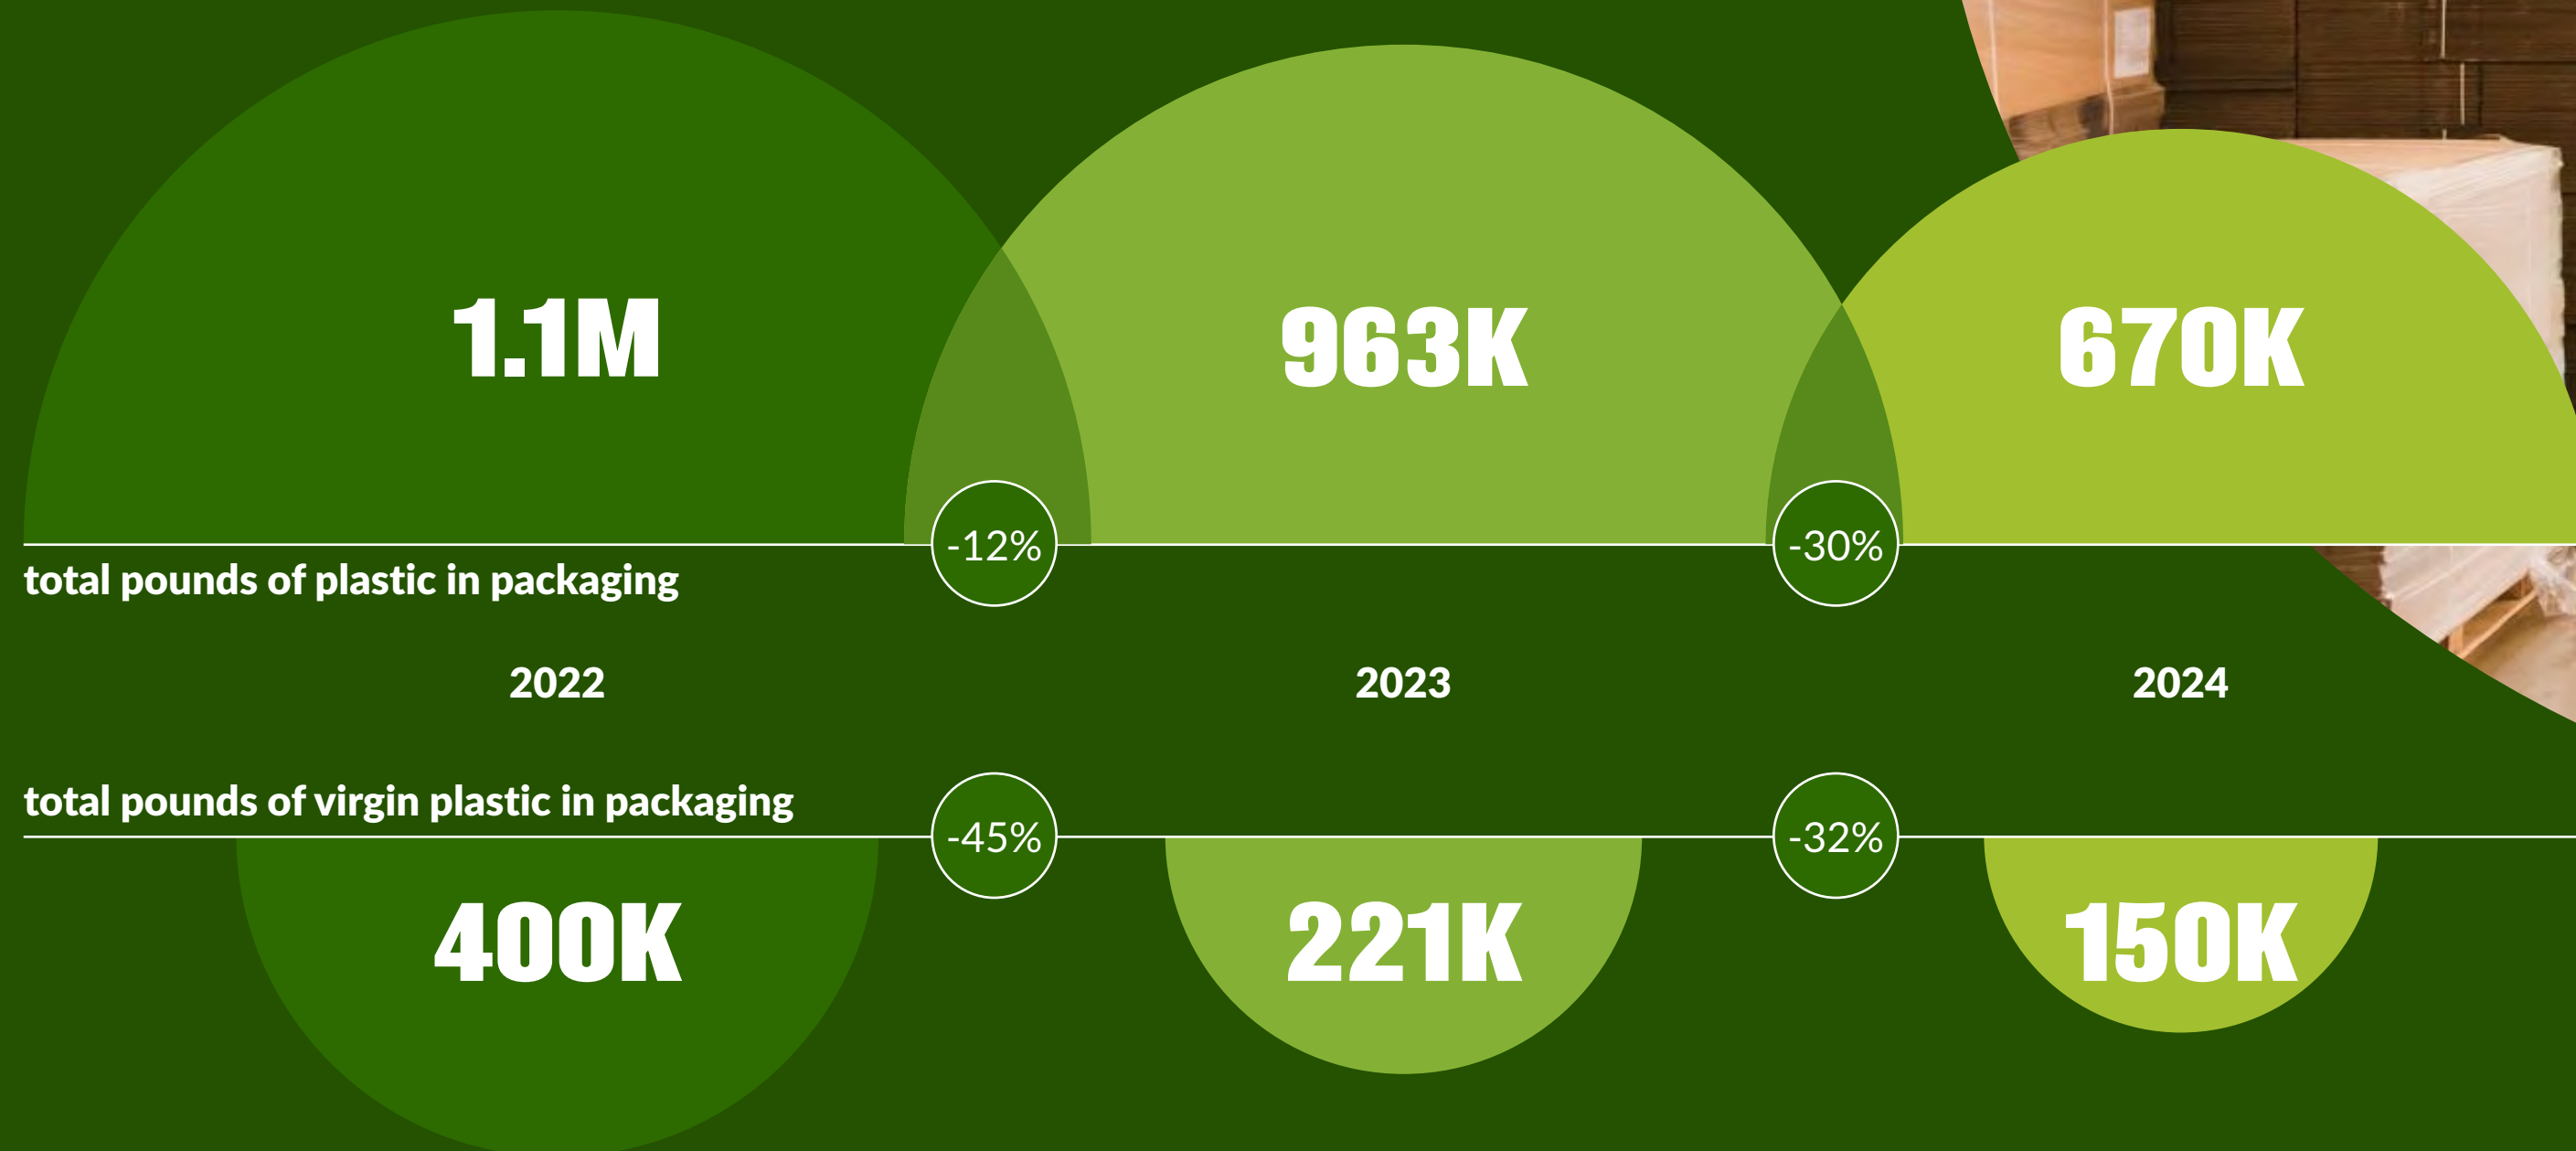 1.1M
963K
670K
-12%
-30%
total pounds of plastic in packaging
2022
2023
2024
total pounds of virgin plastic in packaging
-45%
-32%
400K
221K
150K